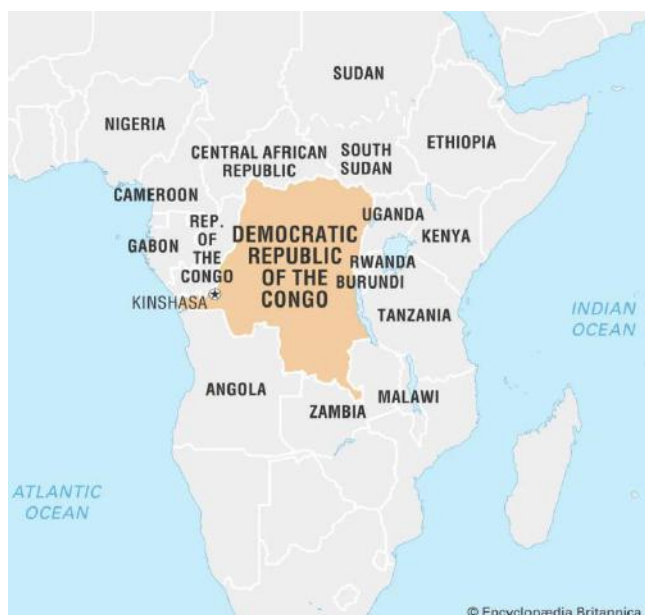 SUDAN
NIGERIA
ETHIOPIA
CENTRAL AFRICAN
REPUBLIC
SOUTH
SUDAN
CAMEROON
UGANDA
REP.
OF
THE
CONGO
GABON
DEMOCRATIC
REPUBLIC
OF THE
CONGO
KENYA
RWANDA
BURUNDI
KINSHASA
TANZANIA
INDIAN
OCEAN
ANGOLA
MALAWI
ZAMBIA
ATLANTIC
OCEAN
© Encyclopædia Britannica